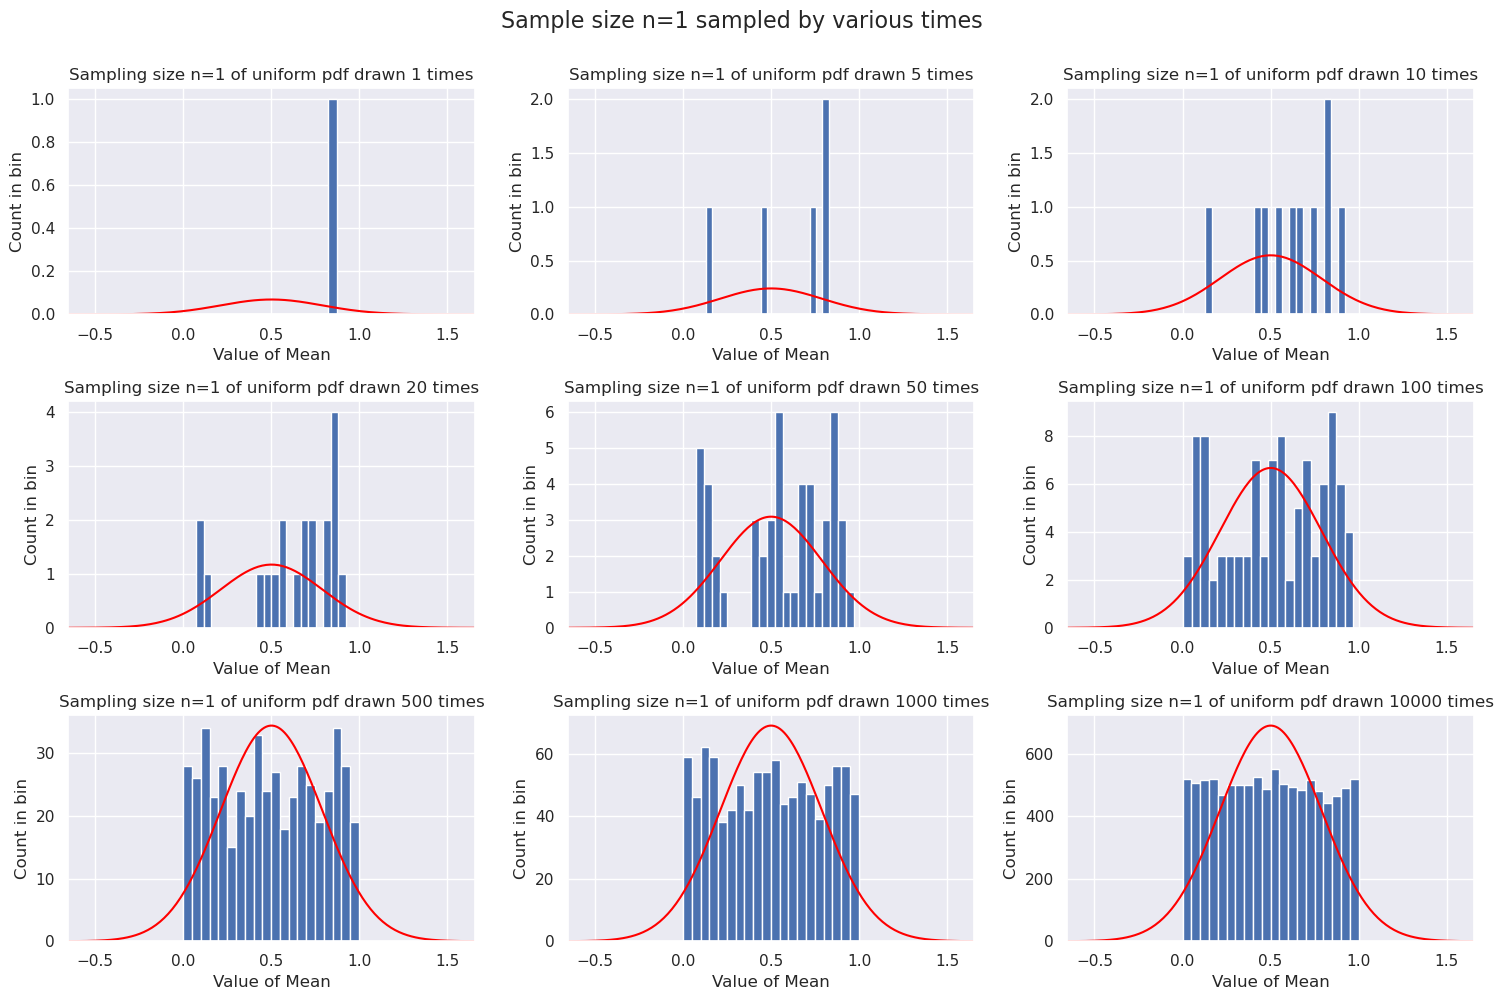 Sample size n=1 sampled by various times
Sampling size n=1 of uniform pdf drawn 1 times
Count in bin
1.0
0.8
0.6
0.4
0.2
0.0
−0.5 0.0 0.5 1.0 1.5
Value of Mean
Sampling size n=1 of uniform pdf drawn 5 times
Count in bin
2.0
1.5
1.0
0.5
0.0
−0.5 0.0 0.5 1.0 1.5
Value of Mean
Sampling size n=1 of uniform pdf drawn 10 times
Count in bin
2.0
1.5
1.0
0.5
0.0
−0.5 0.0 0.5 1.0 1.5
Value of Mean
Sampling size n=1 of uniform pdf drawn 20 times
Count in bin
4
3
2
1
0
−0.5 0.0 0.5 1.0 1.5
Value of Mean
Sampling size n=1 of uniform pdf drawn 50 times
Count in bin
6
5
4
3
2
1
0
−0.5 0.0 0.5 1.0 1.5
Value of Mean
Sampling size n=1 of uniform pdf drawn 100 times
Count in bin
8
6
4
2
0
−0.5 0.0 0.5 1.0 1.5
Value of Mean
Sampling size n=1 of uniform pdf drawn 500 times
Count in bin
30
20
10
0
−0.5 0.0 0.5 1.0 1.5
Value of Mean
Sampling size n=1 of uniform pdf drawn 1000 times
Count in bin
60
40
20
0
−0.5 0.0 0.5 1.0 1.5
Value of Mean
Sampling size n=1 of uniform pdf drawn 10000 times
Count in bin
600
400
200
0
−0.5 0.0 0.5 1.0 1.5
Value of Mean